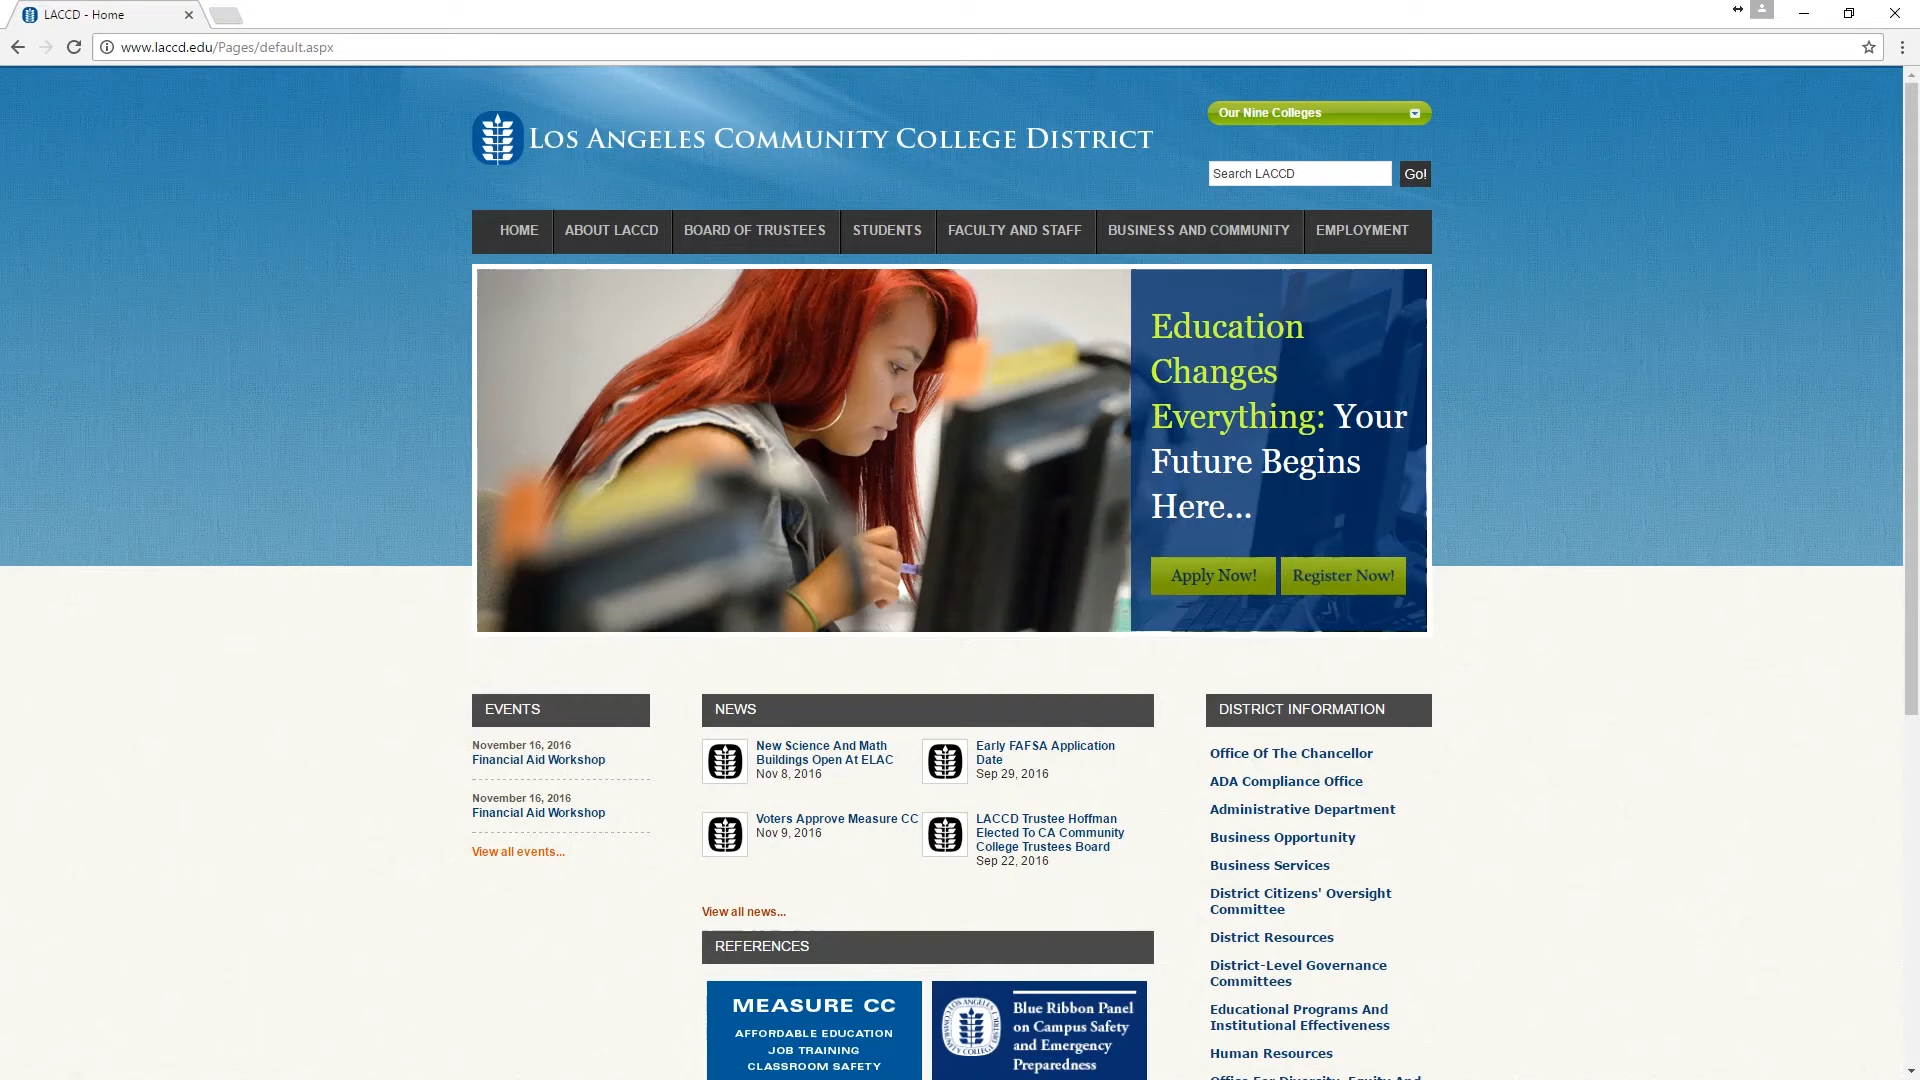 LACCD - Home
www.laccd.edu/Pages/default.aspx
Our Nine Colleges
LOS ANGELES COMMUNITY COLLEGE DISTRICT
Search LACCD
Go!
HOME
ABOUT LACCD
BOARD OF TRUSTEES
STUDENTS
FACULTY AND STAFF
BUSINESS AND COMMUNITY
EMPLOYMENT
Education
Changes
Everything: Your
Future Begins
Here...
Apply Now!
Register Now!
EVENTS
November 16, 2016
Financial Aid Workshop
November 16, 2016
Financial Aid Workshop
View all events...
NEWS
New Science And Math
Buildings Open At ELAC
Nov 8, 2016
Early FAFSA Application
Date
Sep 29, 2016
Voters Approve Measure CC
Nov 9, 2016
LACCD Trustee Hoffman
Elected To CA Community
College Trustees Board
Sep 22, 2016
View all news...
REFERENCES
MEASURE CC
AFFORDABLE EDUCATION
JOB TRAINING
CLASSROOM SAFETY
Blue Ribbon Panel
on Campus Safety
and Emergency
Preparedness
DISTRICT INFORMATION
Office Of The Chancellor
ADA Compliance Office
Administrative Department
Business Opportunity
Business Services
District Citizens' Oversight
Committee
District Resources
District-Level Governance
Committees
Educational Programs And
Institutional Effectiveness
Human Resources
Office For Diversity, Equity And